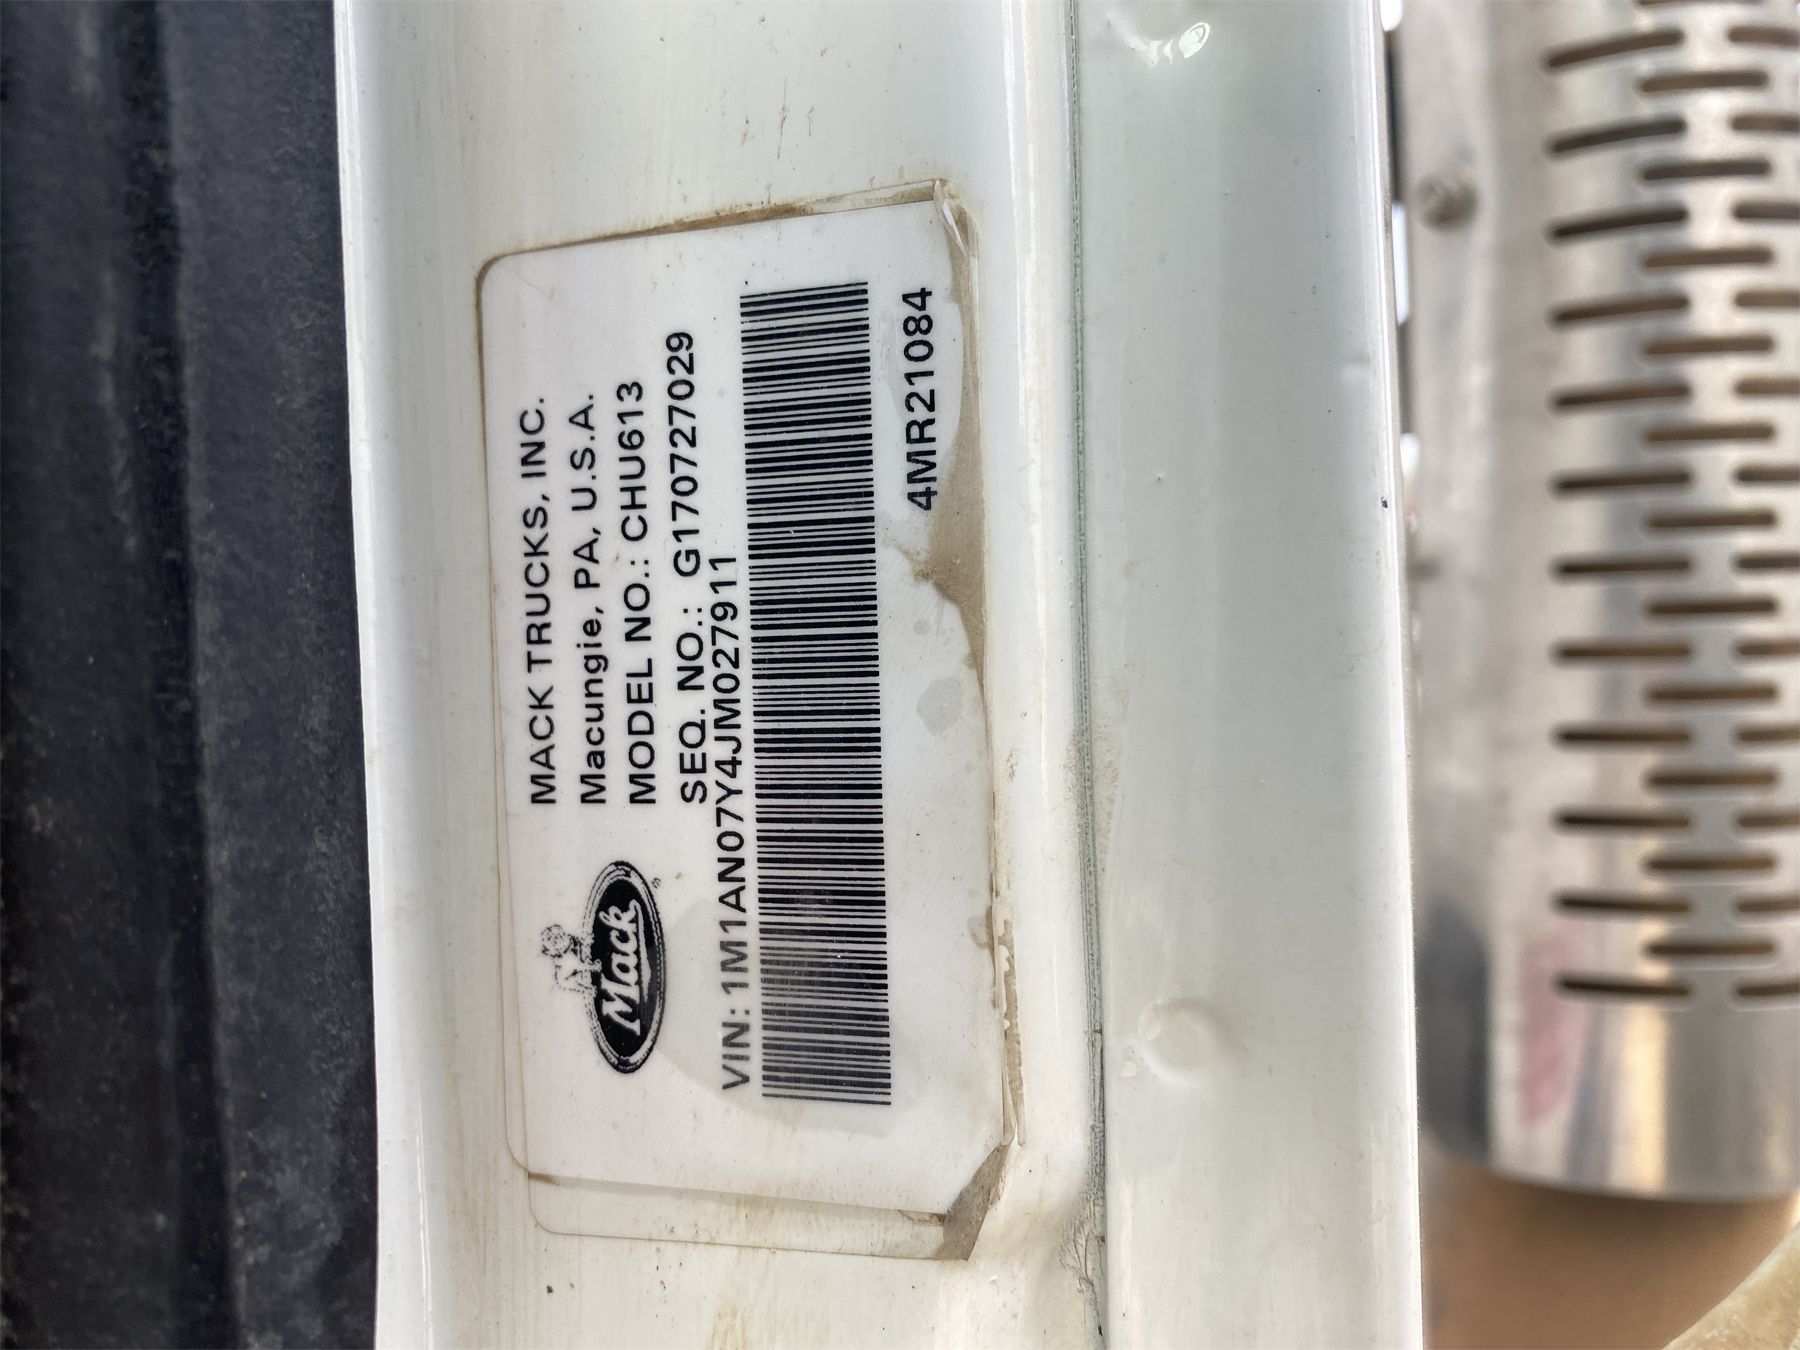 MACK TRUCKS, INC.
Macungie, PA, U.S.A.
MODEL NO.: CHU613
SEQ. NO.: G170727029
Mack
VIN: 1M1AN07Y4JM027911
4MR21084